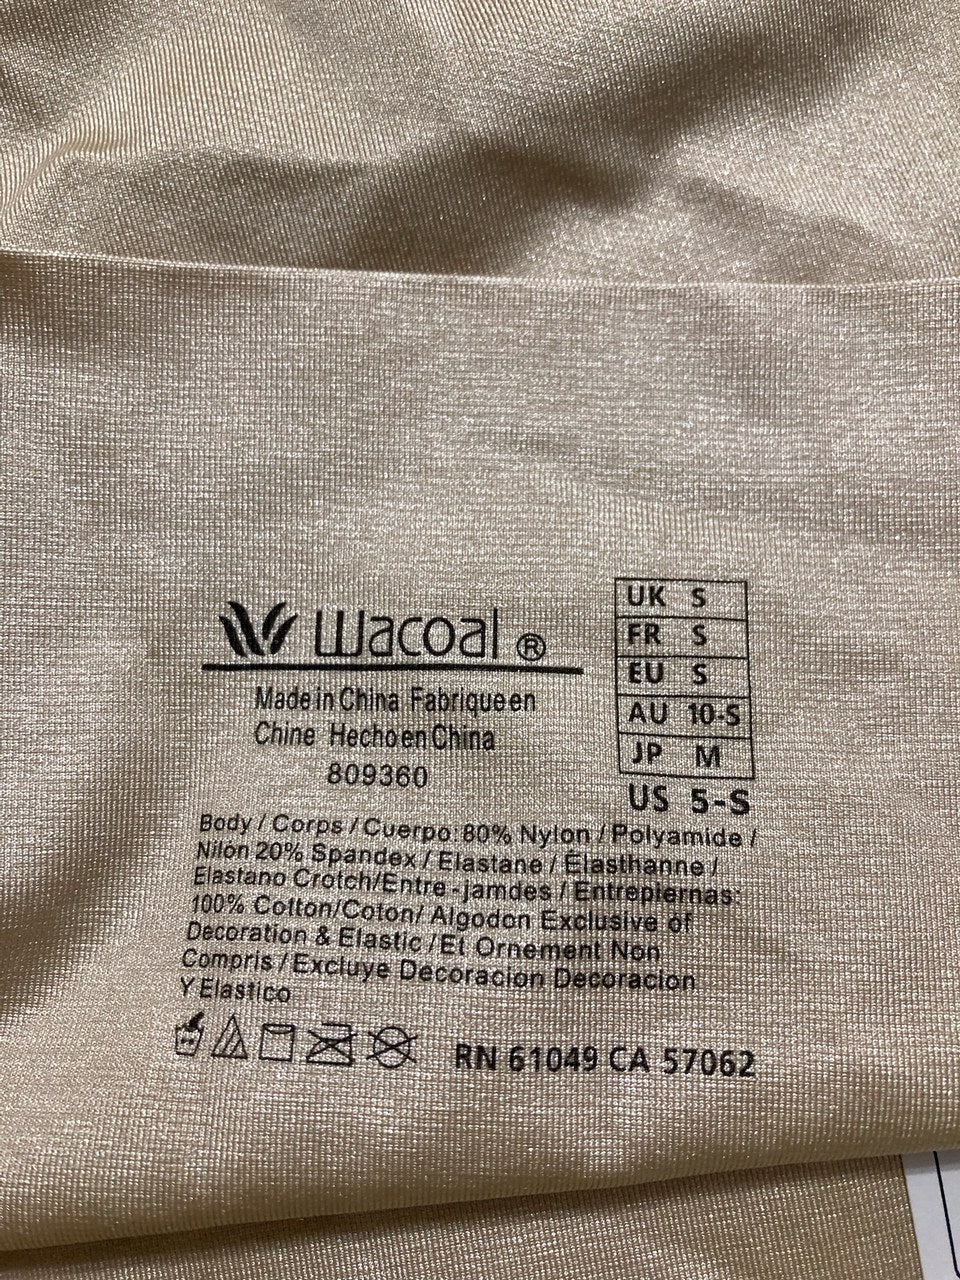 Wacoal ®
Made in China Fabrique en
Chine Hecho en China
809360
UK S
FR S
EU S
AU 10-S
JP M
US 5-S
Body / Corps / Cuerpo: 80% Nylon / Polyamide /
Nilon 20% Spandex / Elastane / Élasthanne /
Elastano Crotch/Entre-jamdes / Entrepiernas:
100% Cotton/Coton/ Algodon Exclusive of
Decoration & Elastic /Et Ornement Non
Compris / Excluye Decoracion Decoracion
Y Elastico
RN 61049 CA 57062